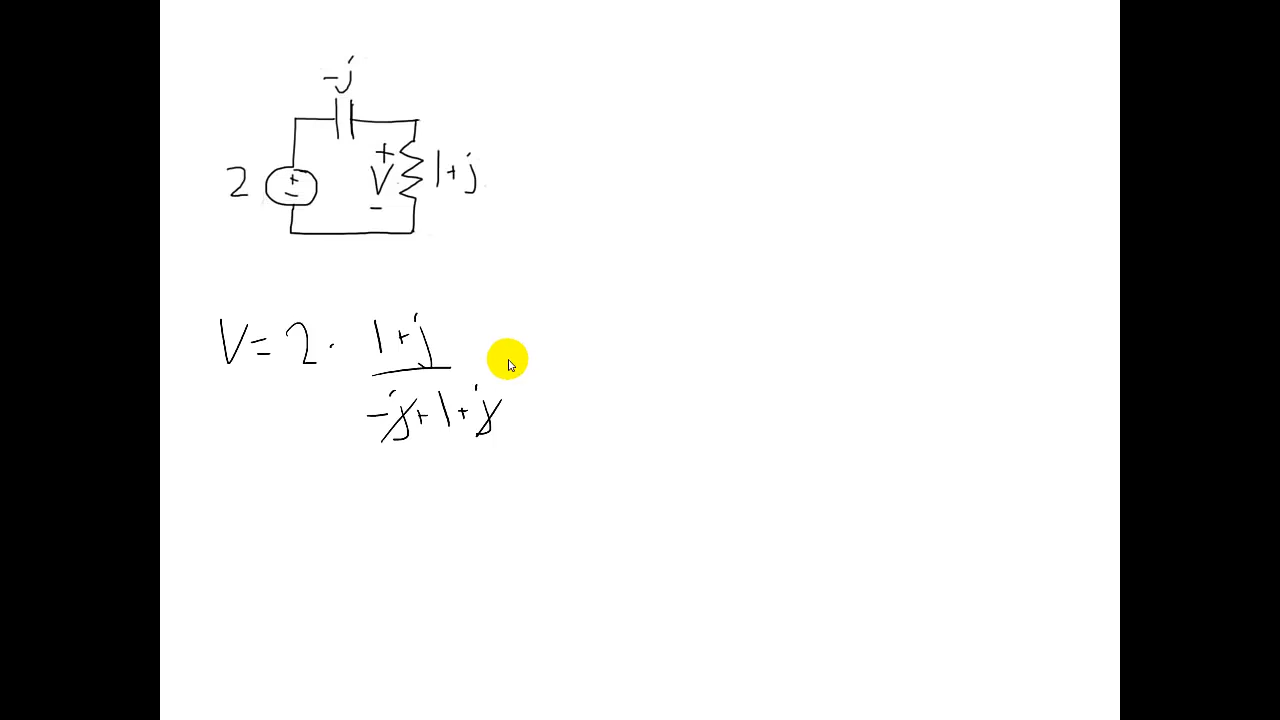 -j
2
+
-
+
V
-
1+j
V = 2 · 1+j
-j+1+j